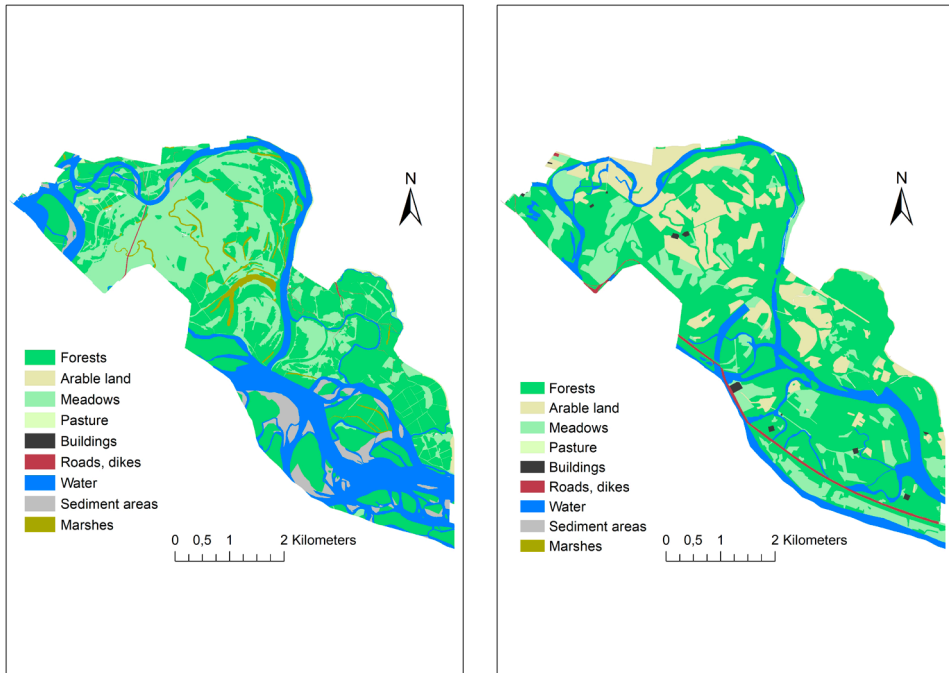 N
Forests
Arable land
Meadows
Pasture
Buildings
Roads, dikes
Water
Sediment areas
Marshes
0 0,5 1 2 Kilometers
N
Forests
Arable land
Meadows
Pasture
Buildings
Roads, dikes
Water
Sediment areas
Marshes
0 0,5 1 2 Kilometers